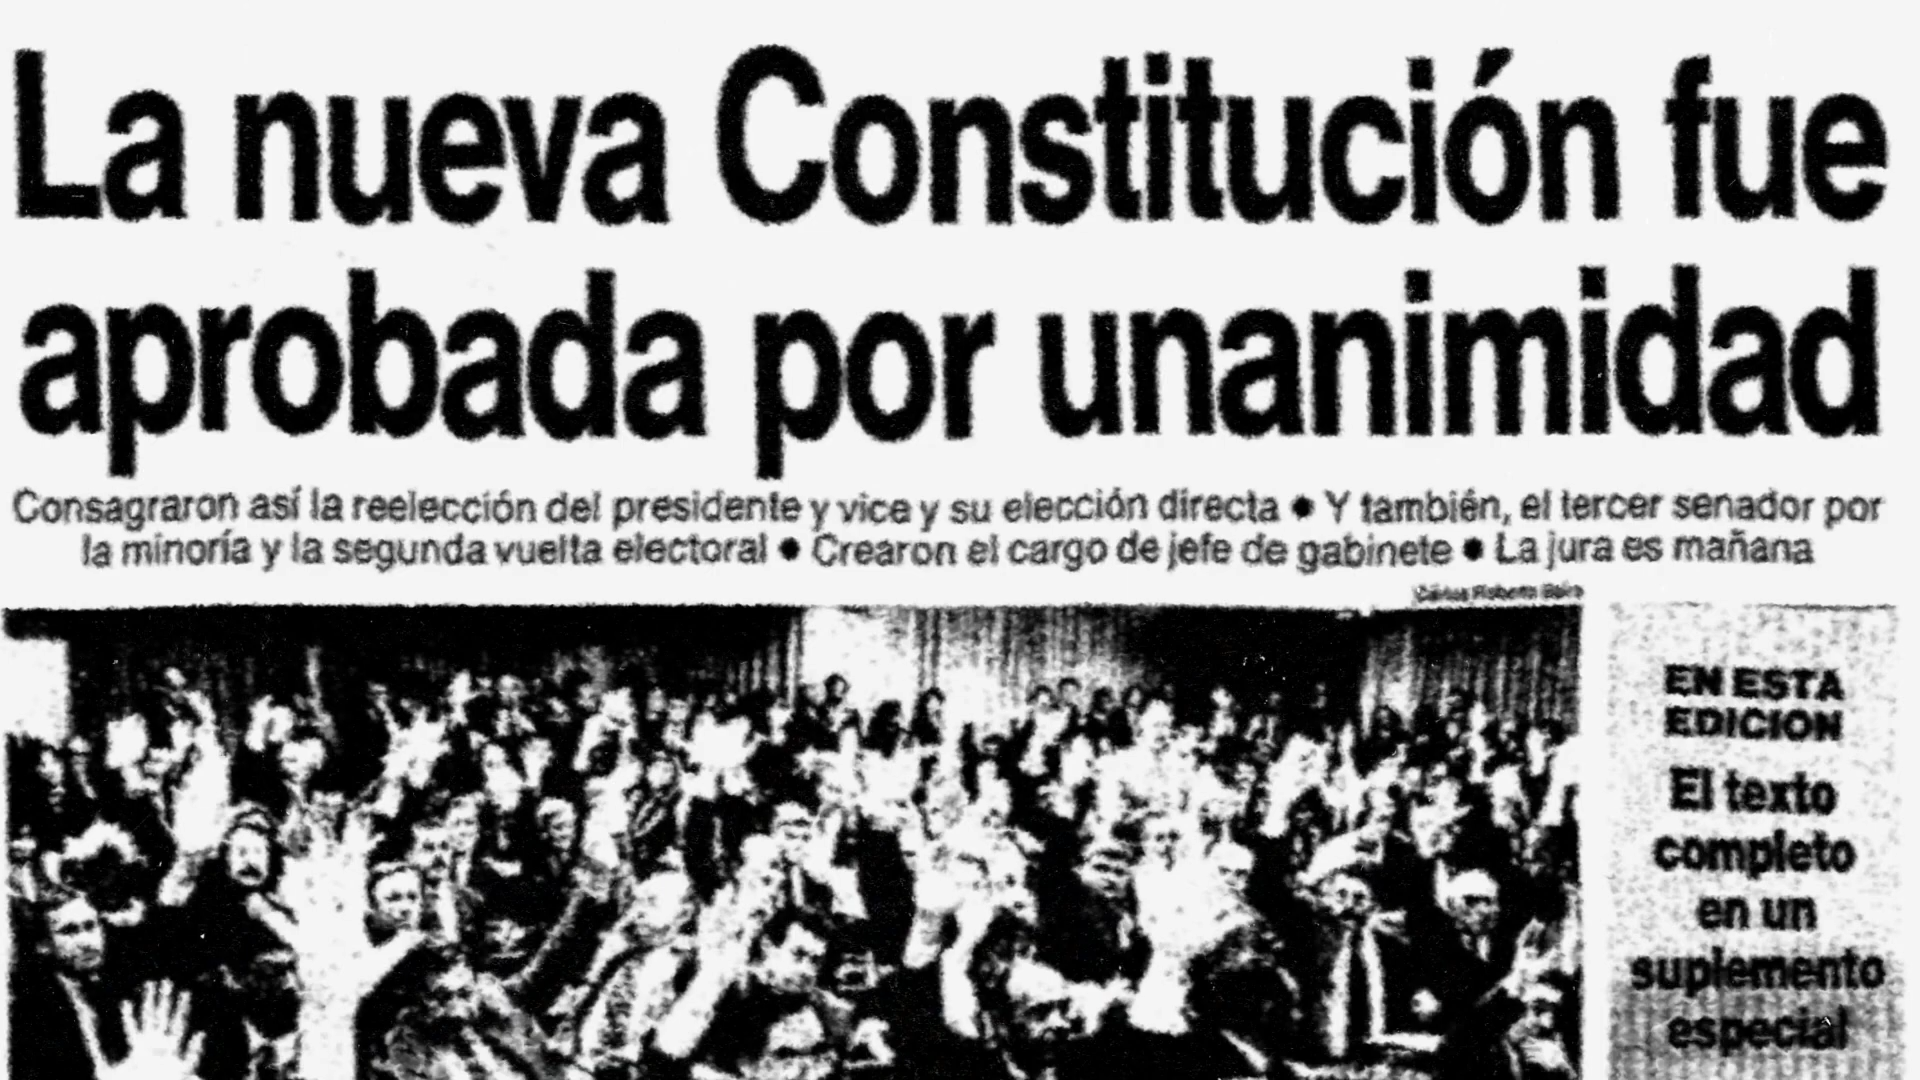 La nueva Constitución fue
aprobada por unanimidad
Consagraron así la reelección del presidente y vice y su elección directa ● Y también, el tercer senador por
la minoría y la segunda vuelta electoral ● Crearon el cargo de jefe de gabinete ● La jura es mañana
Carlos Roberto
EN ESTA
EDICION
El texto
completo
en un
suplemento
especial